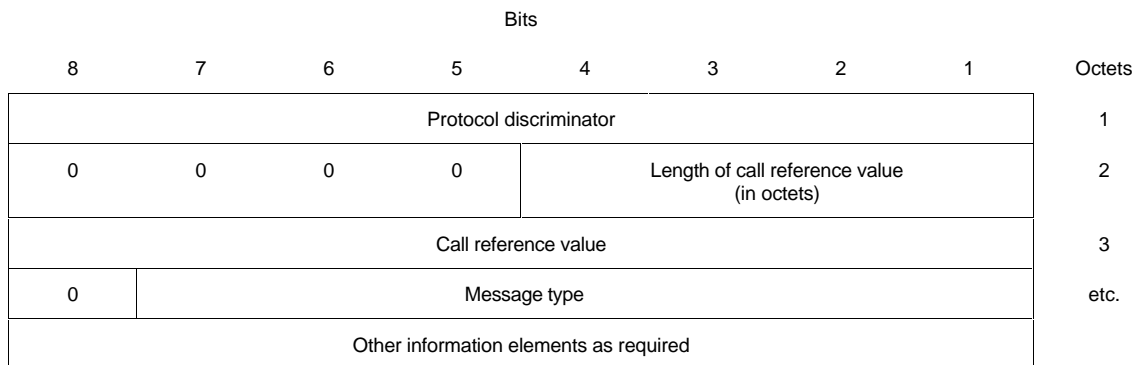 Bits
8 7 6 5 4 3 2 1 Octets
Protocol discriminator 1
0 0 0 0 Length of call reference value 2
(in octets)
Call reference value 3
0 Message type etc.
Other information elements as required